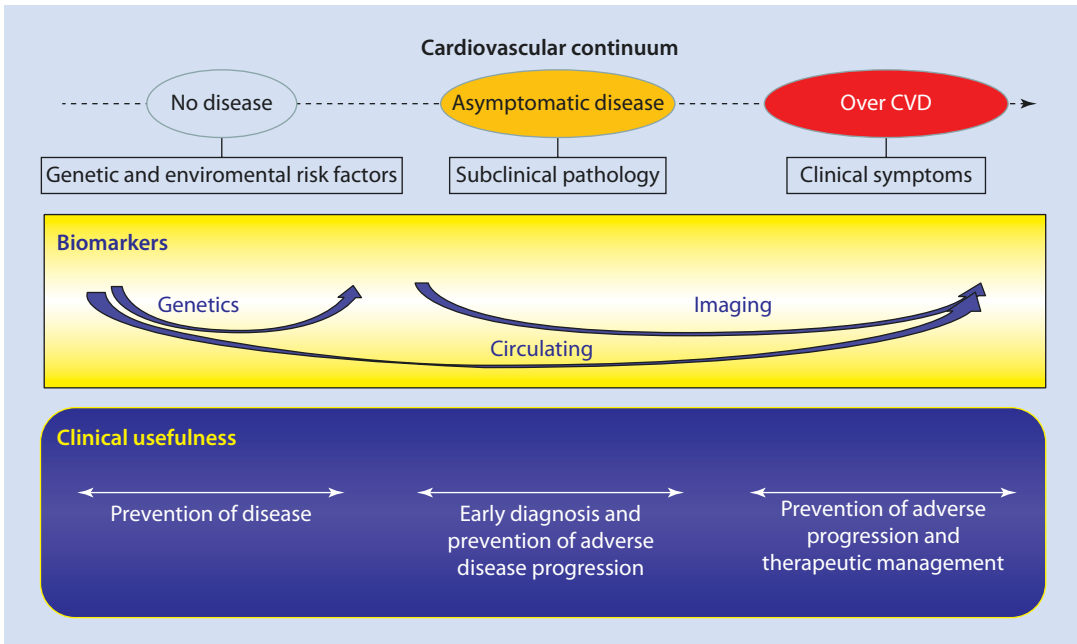 Cardiovascular continuum
No disease
Asymptomatic disease
Over CVD
Genetic and enviromental risk factors
Subclinical pathology
Clinical symptoms
Biomarkers
Genetics
Imaging
Circulating
Clinical usefulness
Prevention of disease
Early diagnosis and
prevention of adverse
disease progression
Prevention of adverse
progression and
therapeutic management